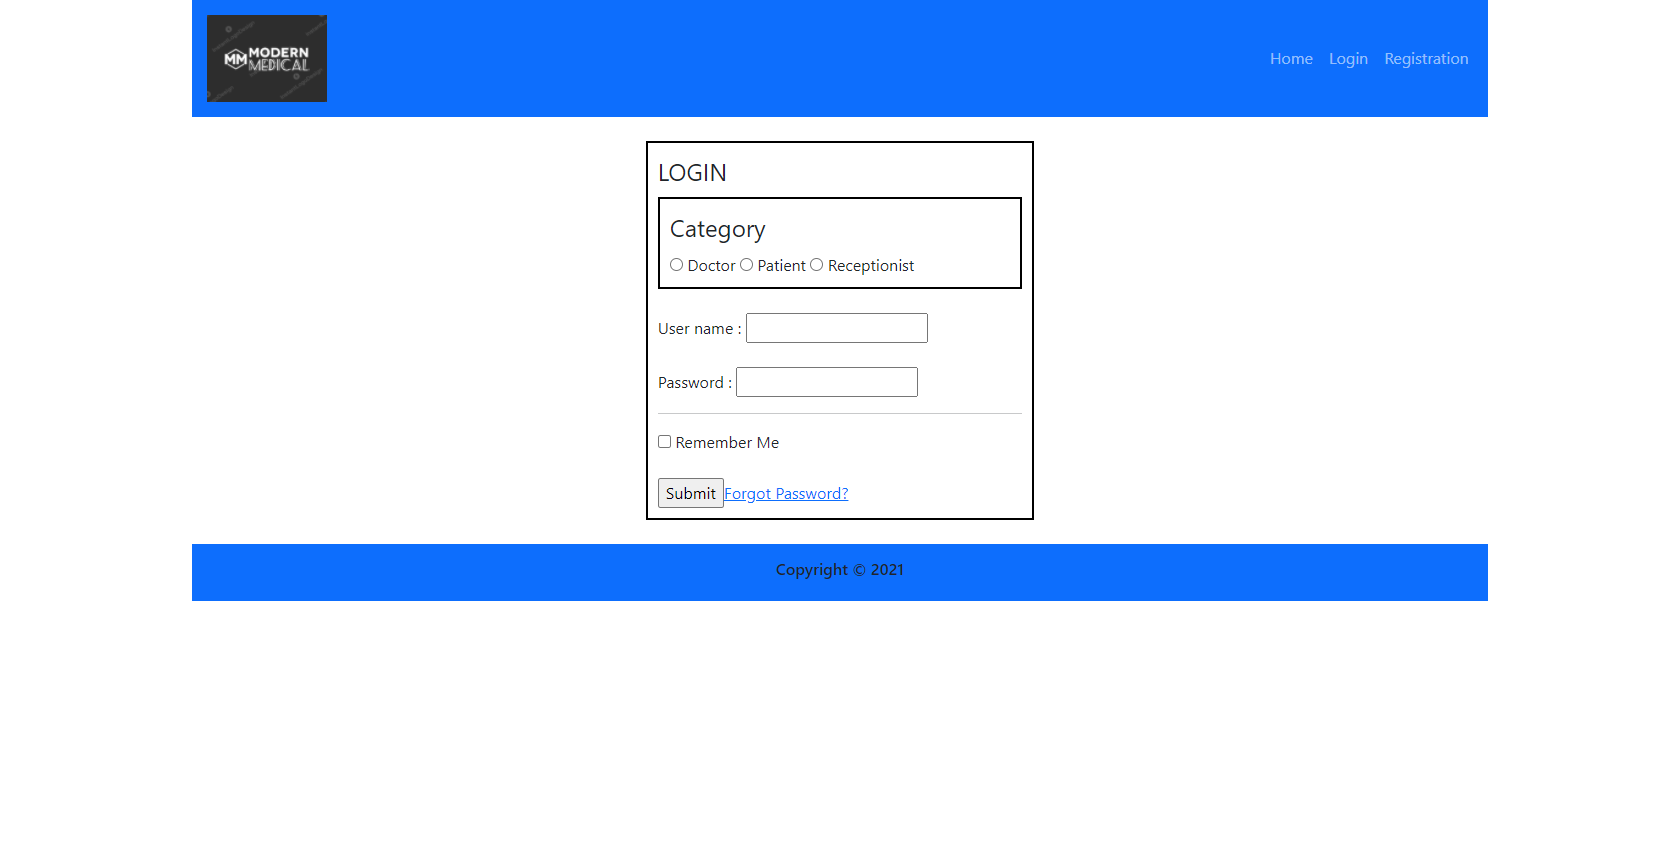 MM MODERN
MEDICAL
Home Login Registration
LOGIN
Category
Doctor Patient Receptionist
User name :
Password :
Remember Me
Submit Forgot Password?
Copyright © 2021